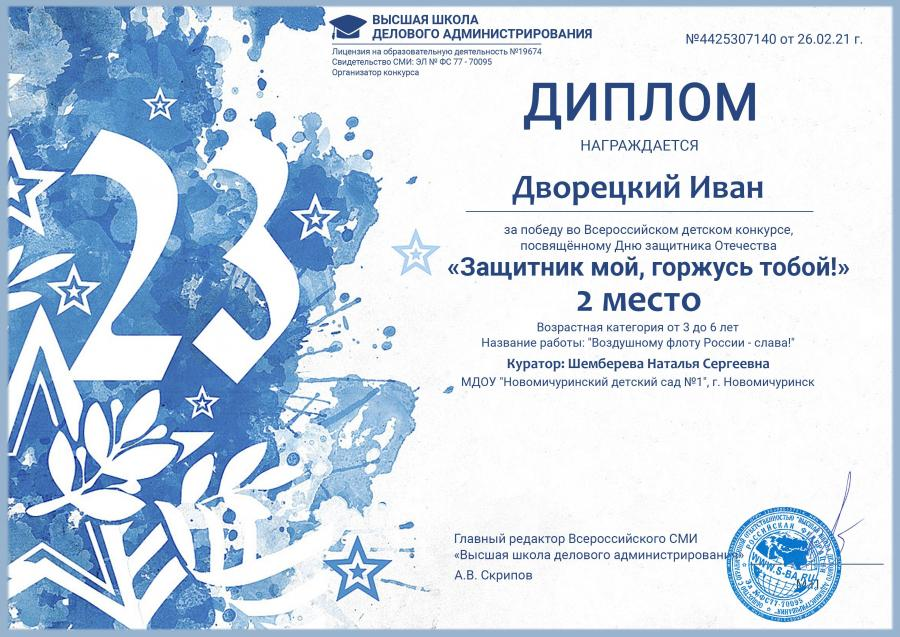 ВЫСШАЯ ШКОЛА
ДЕЛОВОГО АДМИНИСТРИРОВАНИЯ
Лицензия на образовательную деятельность №19674
Свидетельство СМИ: ЭЛ № ФС 77 - 70095
Организатор конкурса
№4425307140 от 26.02.21 г.
ДИПЛОМ
НАГРАЖДАЕТСЯ
Дворецкий Иван
за победу во Всероссийском детском конкурсе,
посвящённому Дню защитника Отечества
«Защитник мой, горжусь тобой!»
2 место
Возрастная категория от 3 до 6 лет
Название работы: "Воздушному флоту России - слава!"
Куратор: Шемберева Наталья Сергеевна
МДОУ "Новомичуринский детский сад №1", г. Новомичуринск
23
Главный редактор Всероссийского СМИ
«Высшая школа делового администрирования»
А.В. Скрипов
РОССИЙСКАЯ ФЕДЕРАЦИЯ
WWW.S-BA.RU